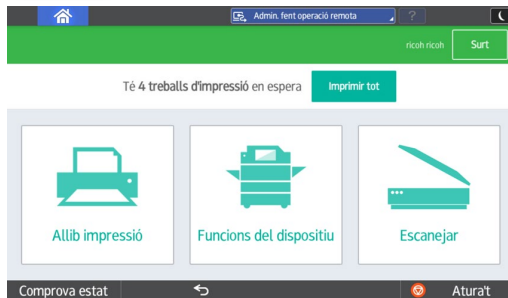 Admin. fent operació remota
?
ricoh ricoh
Surt
Té 4 treballs d'impressió en espera
Imprimir tot
Allib impressió
Funcions del dispositiu
Escanejar
Comprova estat
Atura't